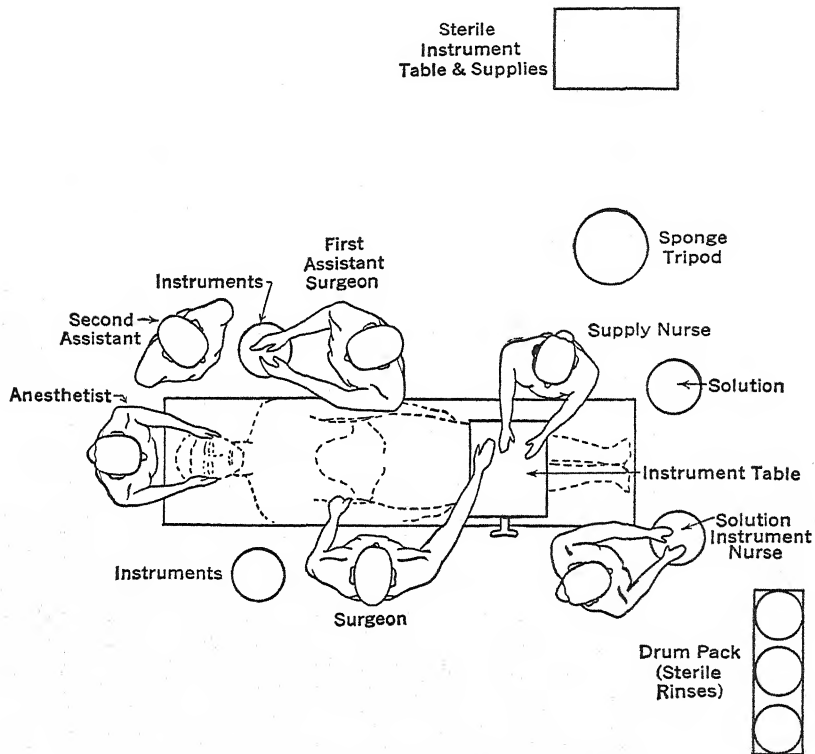 Sterile
Instrument
Table & Supplies
Sponge
Tripod
First
Assistant
Surgeon
Instruments
Second
Assistant
Supply Nurse
Anesthetist
Solution
Instrument Table
Solution
Instrument
Nurse
Instruments
Surgeon
Drum Pack
(Sterile
Rinses)